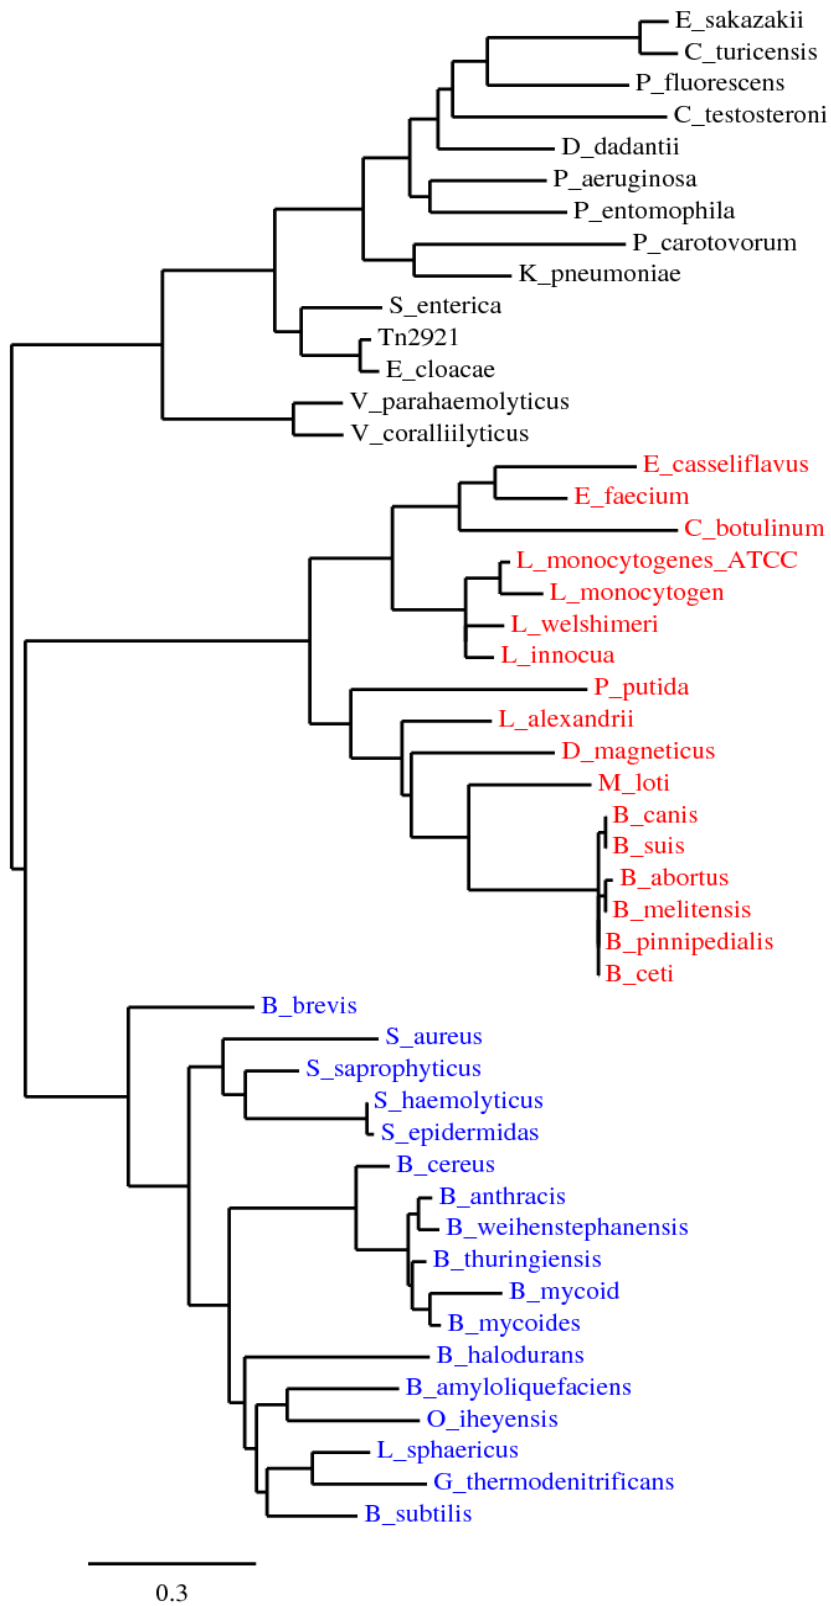 E_sakazakii
C_turicensis
P_fluorescens
C_testosteroni
D_dadantii
P_aeruginosa
P_entomophila
P_carotovorum
K_pneumoniae
S_enterica
Tn2921
E_cloacae
V_parahaemolyticus
V_coralliilyticus
E_casseliflavus
E_faecium
C_botulinum
L_monocytogenes_ATCC
L_monocytogen
L_welshimeri
L_innocua
P_putida
L_alexandrii
D_magneticus
M_loti
B_canis
B_suis
B_abortus
B_melitensis
B_pinnipedialis
B_ceti
B_brevis
S_aureus
S_saprophyticus
S_haemolyticus
S_epidermidas
B_cereus
B_anthracis
B_weihenstephanensis
B_thuringiensis
B_mycoid
B_mycoides
B_halodurans
B_amyloliquefaciens
O_iheyensis
L_sphaericus
G_thermodenitrificans
B_subtilis
0.3